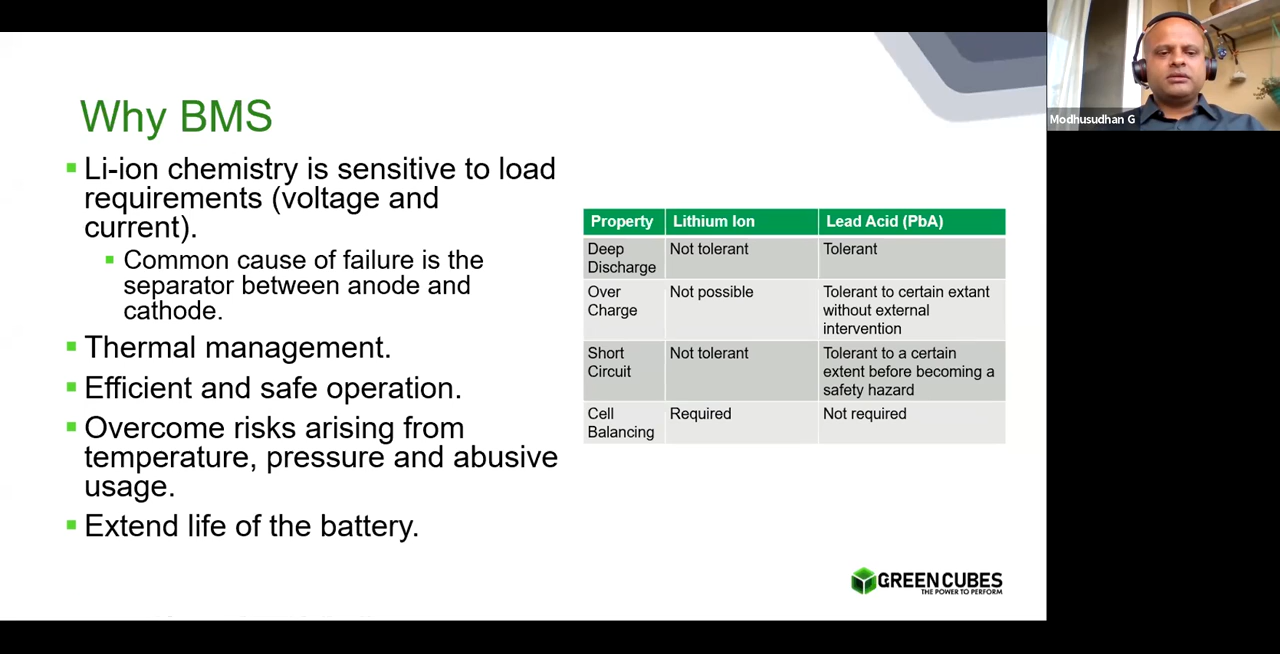 Why BMS
Li-ion chemistry is sensitive to load
requirements (voltage and
current).
Common cause of failure is the
separator between anode and
cathode.
Thermal management.
Efficient and safe operation.
Overcome risks arising from
temperature, pressure and abusive
usage.
Extend life of the battery.
Property Lithium Ion Lead Acid (PbA)
Deep
Discharge
Not tolerant
Tolerant
Over
Charge
Not possible
Tolerant to certain extant
without external
intervention
Short
Circuit
Not tolerant
Tolerant to a certain
extent before becoming a
safety hazard
Cell
Balancing
Required
Not required
GREEN CUBES
THE POWER TO PERFORM
Modhusudhan G